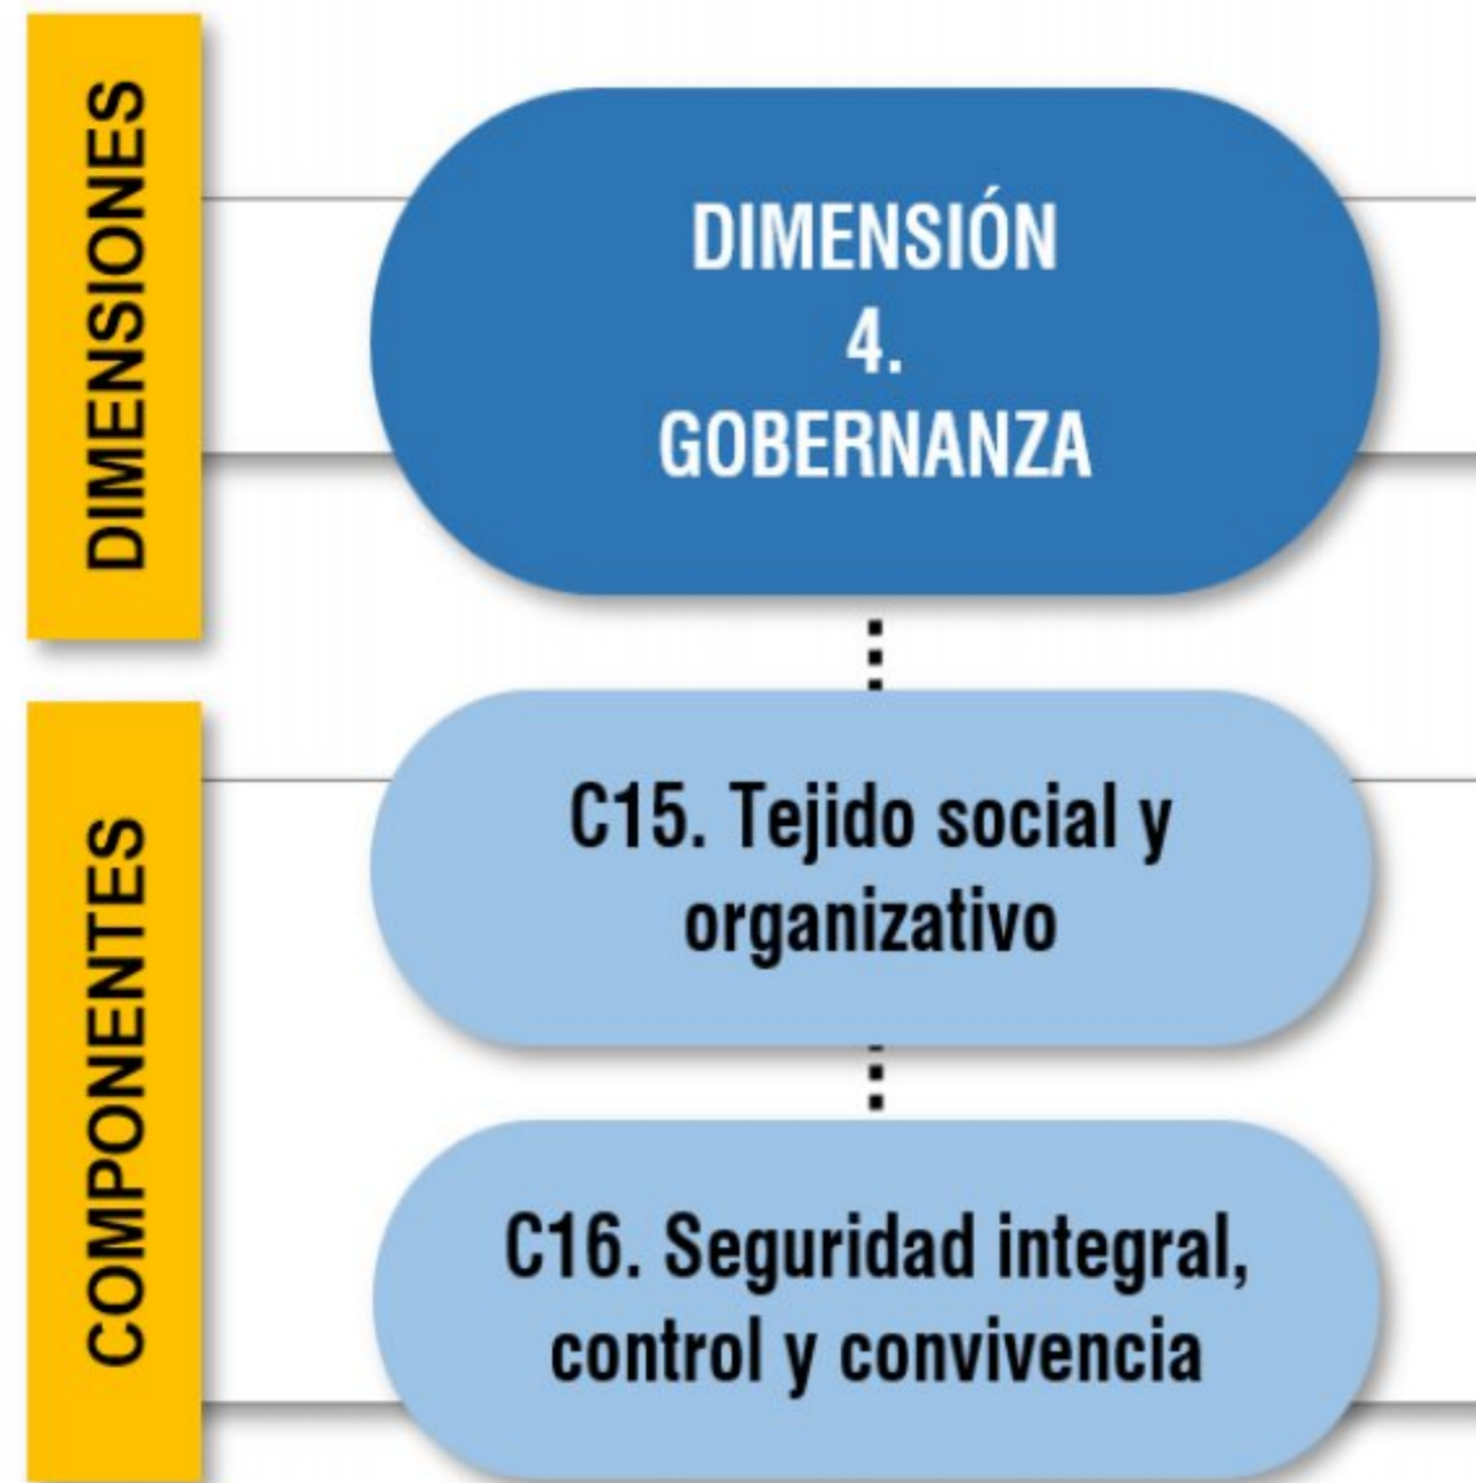 DIMENSIONES
DIMENSIÓN
4.
GOBERNANZA
COMPONENTES
C15. Tejido social y
organizativo
C16. Seguridad integral,
control y convivencia